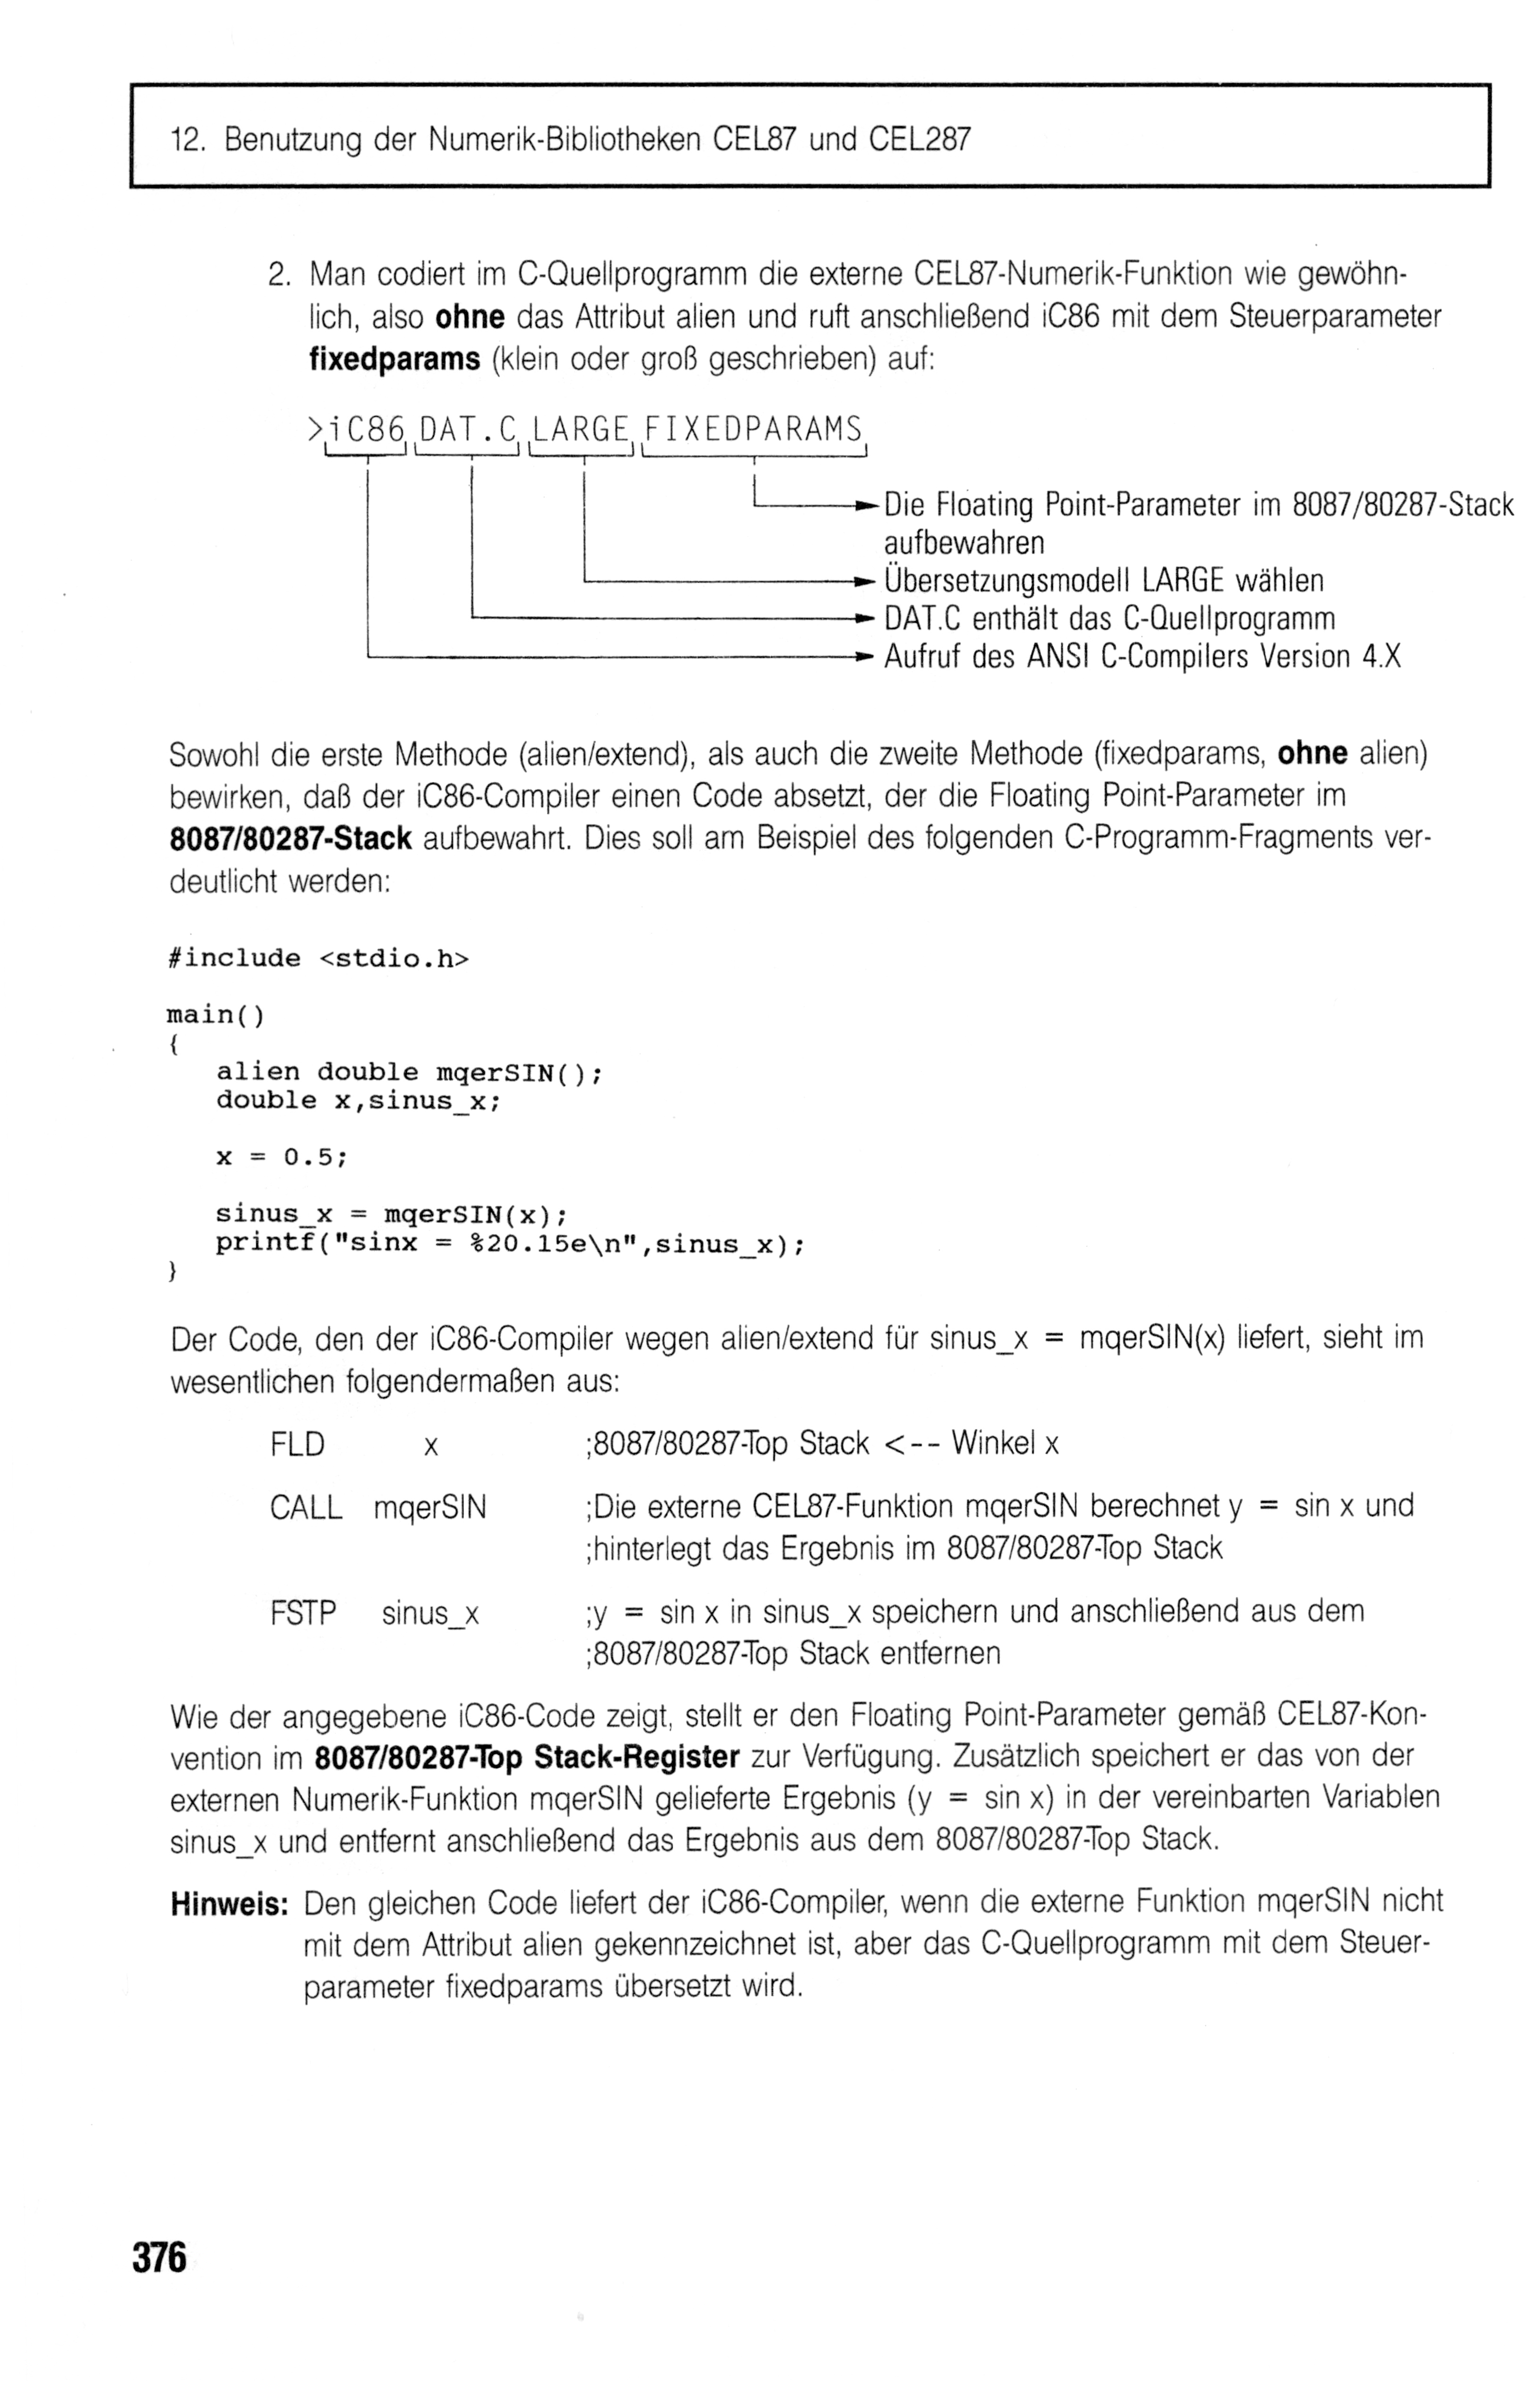 12. Benutzung der Numerik-Bibliotheken CEL87 und CEL287
2. Man codiert im C-Quellprogramm die externe CEL87-Numerik-Funktion wie gewöhn-
lich, also ohne das Attribut alien und ruft anschließend iC86 mit dem Steuerparameter
fixedparams (klein oder groß geschrieben) auf:
>iC86 DAT.C LARGE FIXEDPARAMS
Die Floating Point-Parameter im 8087/80287-Stack
aufbewahren
Übersetzungsmodell LARGE wählen
DAT.C enthält das C-Quellprogramm
Aufruf des ANSI C-Compilers Version 4.X
Sowohl die erste Methode (alien/extend), als auch die zweite Methode (fixedparams, ohne alien)
bewirken, daß der iC86-Compiler einen Code absetzt, der die Floating Point-Parameter im
8087/80287-Stack aufbewahrt. Dies soll am Beispiel des folgenden C-Programm-Fragments ver-
deutlicht werden:
#include <stdio.h>
main()
{
alien double mqerSIN();
double x,sinus_x;
x = 0.5;
sinus_x = mqerSIN(x);
printf("sinx = %20.15e\n",sinus_x);
}
Der Code, den der iC86-Compiler wegen alien/extend für sinus_x = mqerSIN(x) liefert, sieht im
wesentlichen folgendermaßen aus:
FLD x ;8087/80287-Top Stack <-- Winkel x
CALL mqerSIN ;Die externe CEL87-Funktion mqerSIN berechnet y = sin x und
;hinterlegt das Ergebnis im 8087/80287-Top Stack
FSTP sinus_x ;y = sin x in sinus_x speichern und anschließend aus dem
;8087/80287-Top Stack entfernen
Wie der angegebene iC86-Code zeigt, stellt er den Floating Point-Parameter gemäß CEL87-Kon-
vention im 8087/80287-Top Stack-Register zur Verfügung. Zusätzlich speichert er das von der
externen Numerik-Funktion mqerSIN gelieferte Ergebnis (y = sin x) in der vereinbarten Variablen
sinus_x und entfernt anschließend das Ergebnis aus dem 8087/80287-Top Stack.
Hinweis: Den gleichen Code liefert der iC86-Compiler, wenn die externe Funktion mqerSIN nicht
mit dem Attribut alien gekennzeichnet ist, aber das C-Quellprogramm mit dem Steuer-
parameter fixedparams übersetzt wird.
376